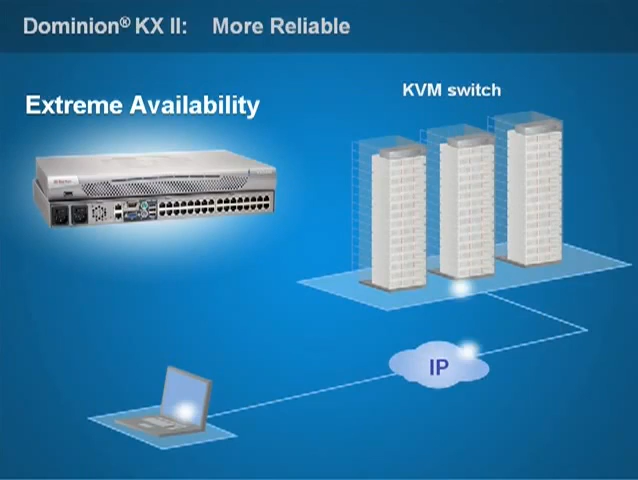 Dominion® KX II: More Reliable
Extreme Availability
KVM switch
IP